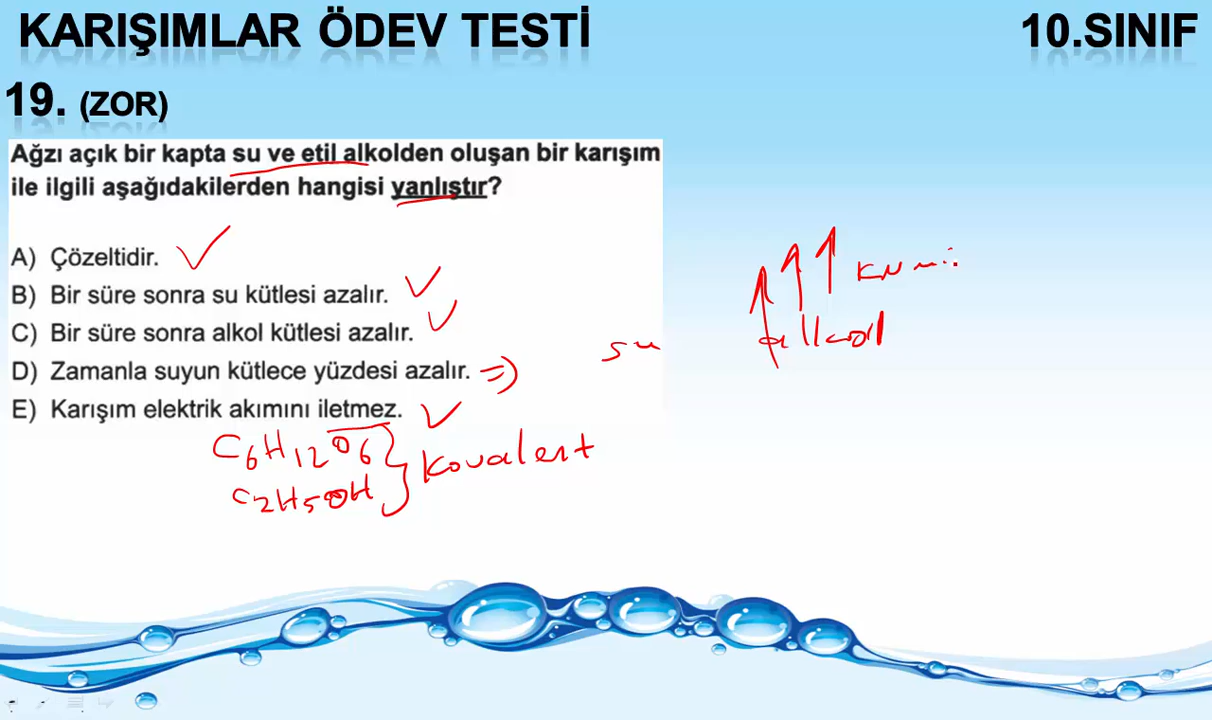 KARIŞIMLAR ÖDEV TESTİ
10.SINIF
19. (ZOR)
Ağzı açık bir kapta su ve etil alkolden oluşan bir karışım
ile ilgili aşağıdakilerden hangisi yanlıştır?
A) Çözeltidir.
B) Bir süre sonra su kütlesi azalır.
C) Bir süre sonra alkol kütlesi azalır.
D) Zamanla suyun kütlece yüzdesi azalır.
E) Karışım elektrik akımını iletmez.
C6H12O6
C2H5OH
Kovalent
su
alkol